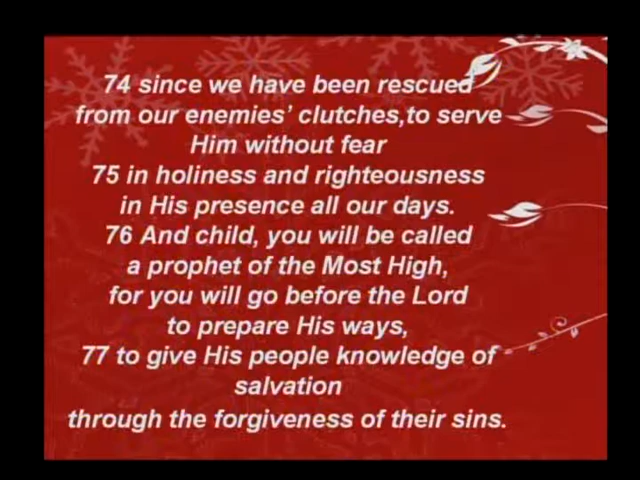 74 since we have been rescued
from our enemies’ clutches,to serve
Him without fear
75 in holiness and righteousness
in His presence all our days.
76 And child, you will be called
a prophet of the Most High,
for you will go before the Lord
to prepare His ways,
77 to give His people knowledge of
salvation
through the forgiveness of their sins.